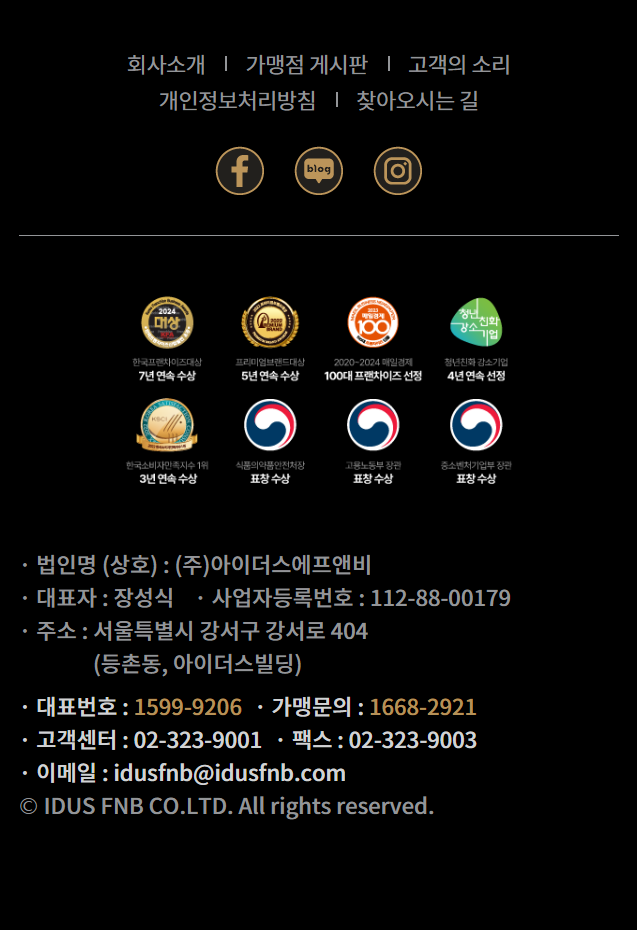 회사소개 | 가맹점 게시판 | 고객의 소리
개인정보처리방침 | 찾아오시는 길
blog
2024
대상
매일경제
100
청년
친화
강소
기업
한국프랜차이즈대상
7년 연속 수상
프리미엄브랜드대상
5년 연속 수상
2020~2024 매일경제
100대 프랜차이즈 선정
청년친화 강소기업
4년 연속 선정
KBCI
한국소비자만족지수 1위
3년 연속 수상
식품의약품안전처장
표창 수상
고용노동부 장관
표창 수상
중소벤처기업부 장관
표창 수상
· 법인명 (상호) : (주)아이더스에프앤비
· 대표자 : 장성식 · 사업자등록번호 : 112-88-00179
· 주소 : 서울특별시 강서구 강서로 404
(등촌동, 아이더스빌딩)
· 대표번호 : 1599-9206 · 가맹문의 : 1668-2921
· 고객센터 : 02-323-9001 · 팩스 : 02-323-9003
· 이메일 : idusfnb@idusfnb.com
© IDUS FNB CO.LTD. All rights reserved.